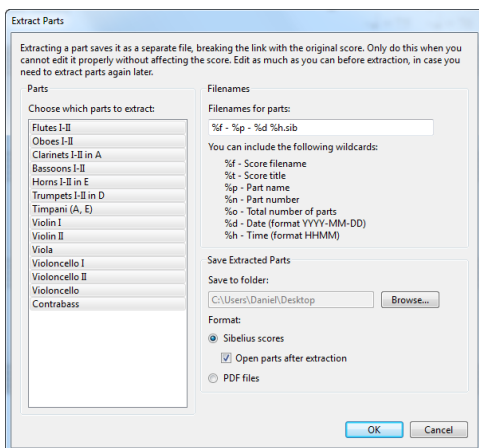 Extract Parts
Extracting a part saves it as a separate file, breaking the link with the original score. Only do this when you
cannot edit it properly without affecting the score. Edit as much as you can before extraction, in case you
need to extract parts again later.
Parts
Choose which parts to extract:
Flutes I-II
Oboes I-II
Clarinets I-II in A
Bassoons I-II
Horns I-II in E
Trumpets I-II in D
Timpani (A, E)
Violin I
Violin II
Viola
Violoncello I
Violoncello II
Violoncello
Contrabass
Filenames
Filenames for parts:
%f - %p - %d %h.sib
You can include the following wildcards:
%f - Score filename
%t - Score title
%p - Part name
%n - Part number
%o - Total number of parts
%d - Date (format YYYY-MM-DD)
%h - Time (format HHMM)
Save Extracted Parts
Save to folder:
C:\Users\Daniel\Desktop
Browse...
Format:
Sibelius scores
Open parts after extraction
PDF files
OK
Cancel